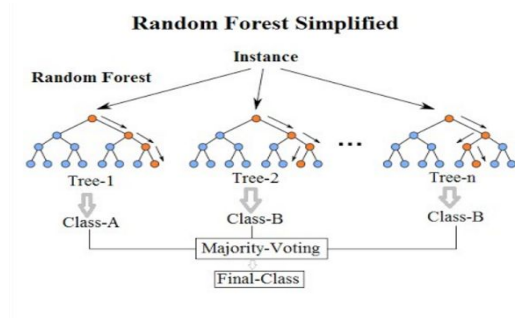 Random Forest Simplified
Instance
Random Forest
...
Tree-1 Tree-2 Tree-n
Class-A Class-B Class-B
Majority-Voting
Final-Class